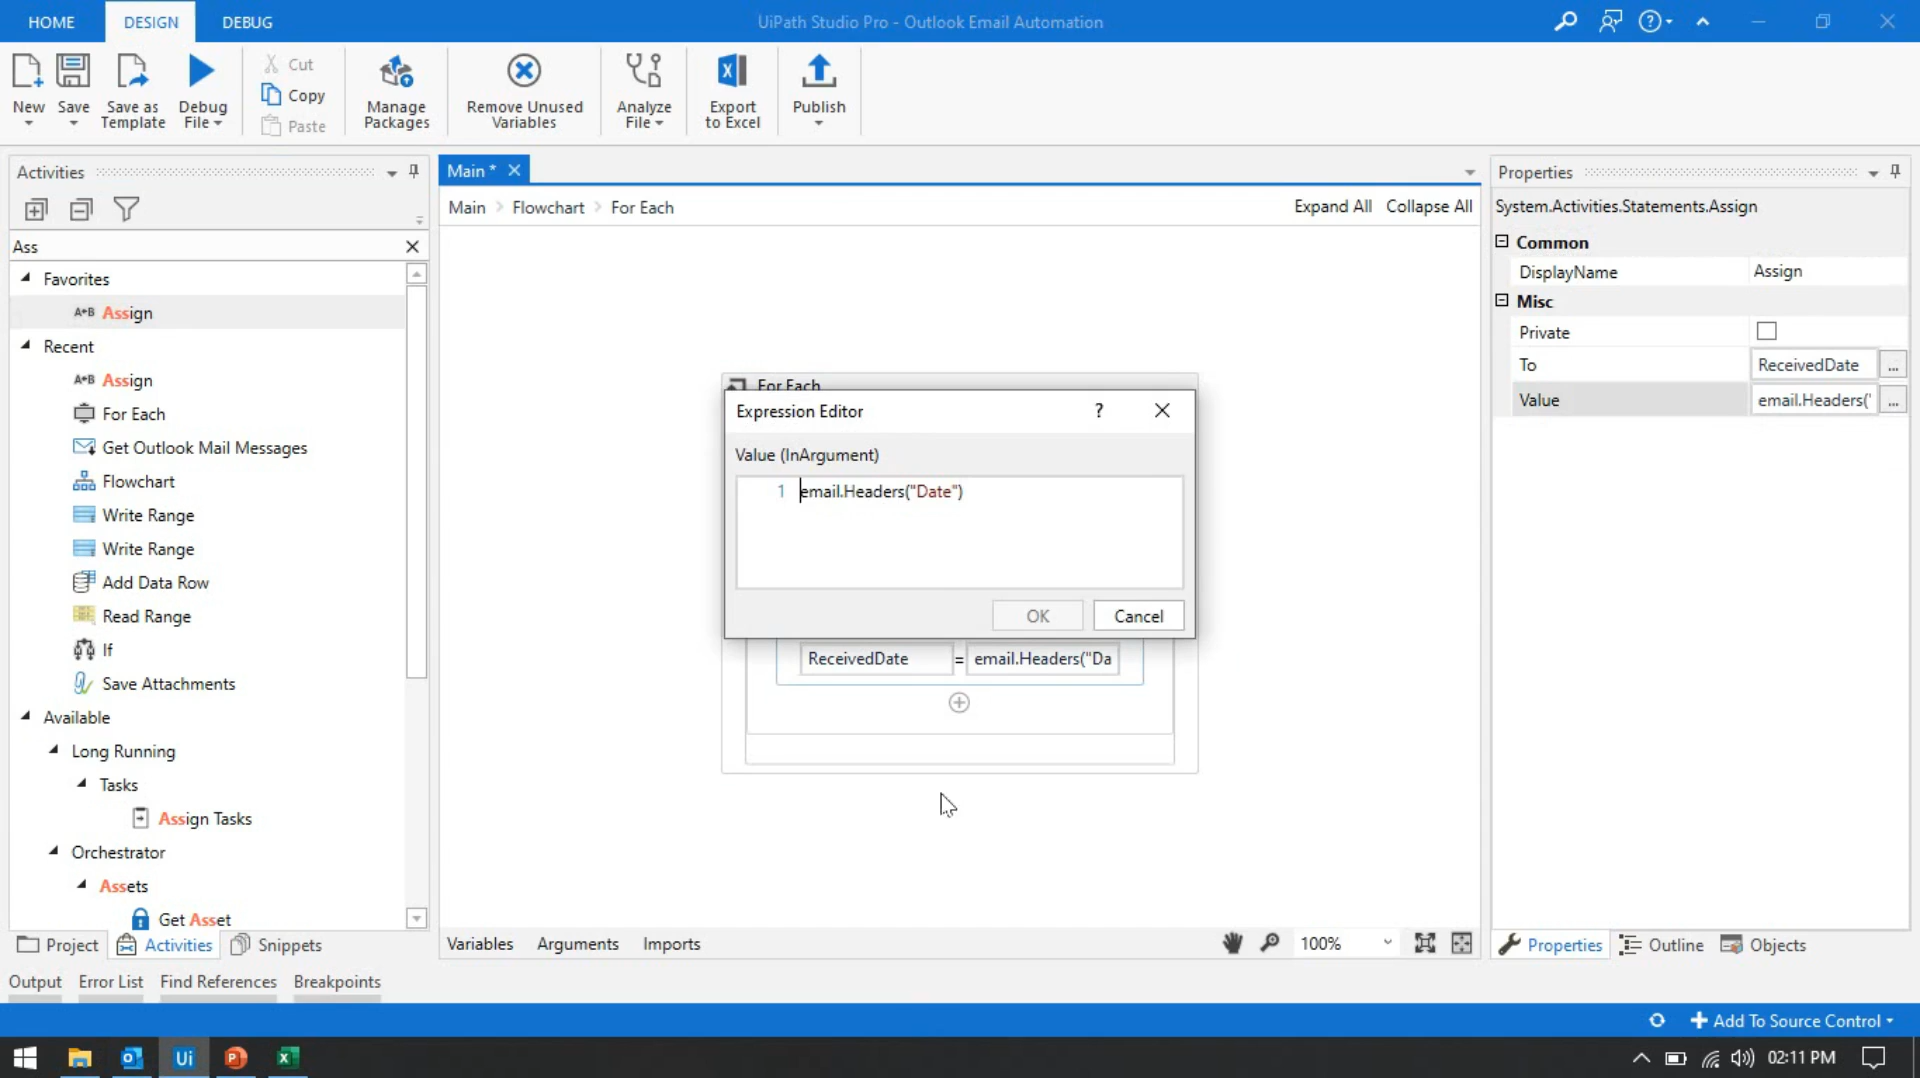 HOME
DESIGN
DEBUG
UiPath Studio Pro - Outlook Email Automation
New
Save
Save as Template
Debug File
Cut
Copy
Paste
Manage Packages
Remove Unused Variables
Analyze File
Export to Excel
Publish
Activities
Ass
Favorites
A+B Assign
Recent
A+B Assign
For Each
Get Outlook Mail Messages
Flowchart
Write Range
Write Range
Add Data Row
Read Range
If
Save Attachments
Available
Long Running
Tasks
Assign Tasks
Orchestrator
Assets
Get Asset
Project
Activities
Snippets
Main *
Main > Flowchart > For Each
Expand All
Collapse All
For Each
Expression Editor
?
Value (InArgument)
1 email.Headers("Date")
OK
Cancel
ReceivedDate = email.Headers("Da
Variables
Arguments
Imports
100%
Properties
System.Activities.Statements.Assign
Common
DisplayName Assign
Misc
Private
To ReceivedDate ...
Value email.Headers(' ...
Properties
Outline
Objects
Output
Error List
Find References
Breakpoints
Add To Source Control
Ui
02:11 PM